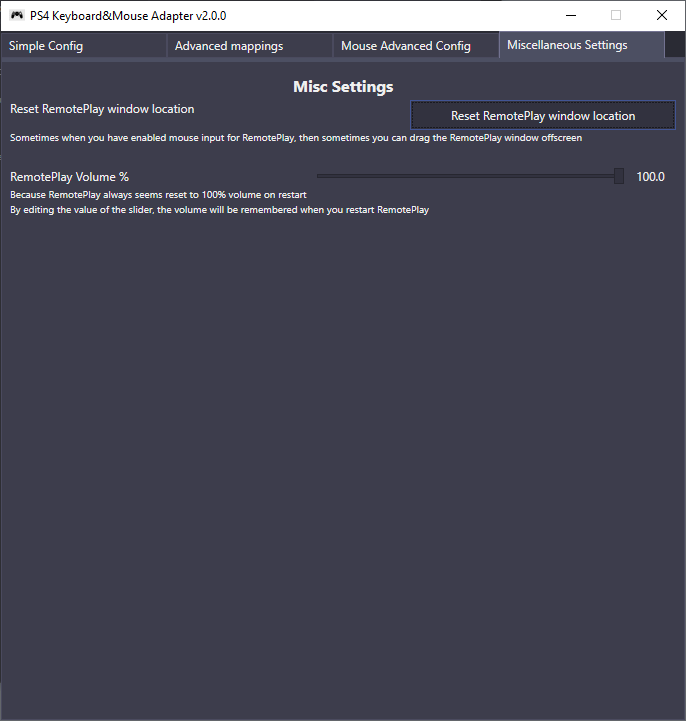 PS4 Keyboard&Mouse Adapter v2.0.0
Simple Config
Advanced mappings
Mouse Advanced Config
Miscellaneous Settings
Misc Settings
Reset RemotePlay window location
Reset RemotePlay window location
Sometimes when you have enabled mouse input for RemotePlay, then sometimes you can drag the RemotePlay window offscreen
RemotePlay Volume %
100.0
Because RemotePlay always seems reset to 100% volume on restart
By editing the value of the slider, the volume will be remembered when you restart RemotePlay